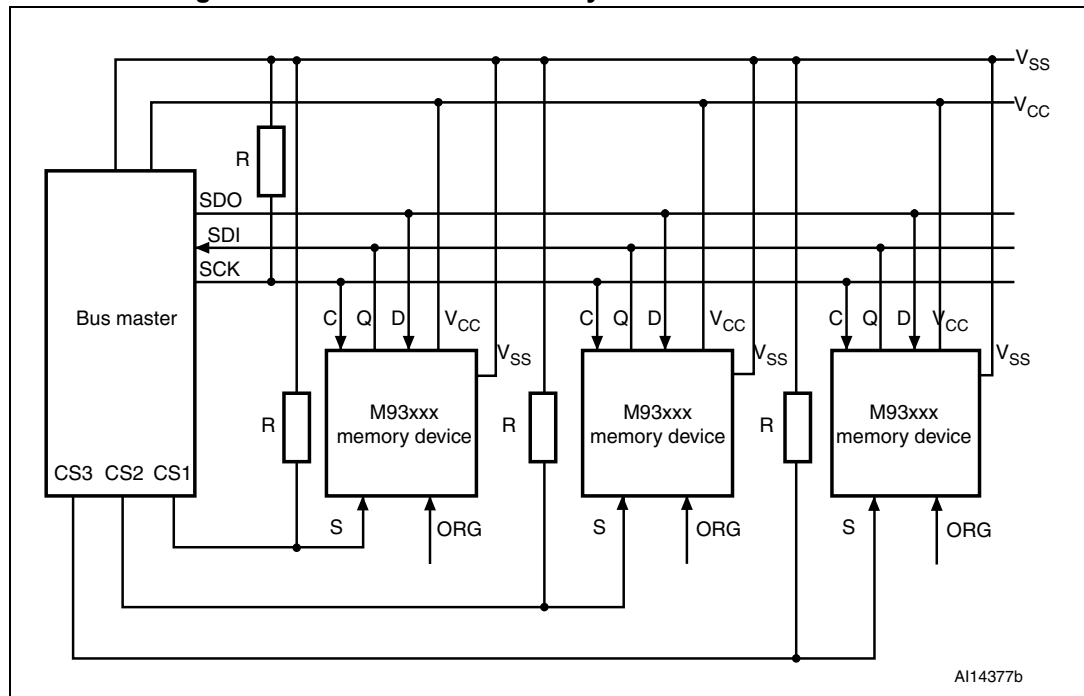 VSS
VCC
R
SDO
SDI
SCK
Bus master
C Q D VCC
C Q D VCC
C Q D VCC
VSS
VSS
VSS
R
M93xxx
memory device
R
M93xxx
memory device
R
M93xxx
memory device
CS3 CS2 CS1
S
ORG
S
ORG
S
ORG
AI14377b